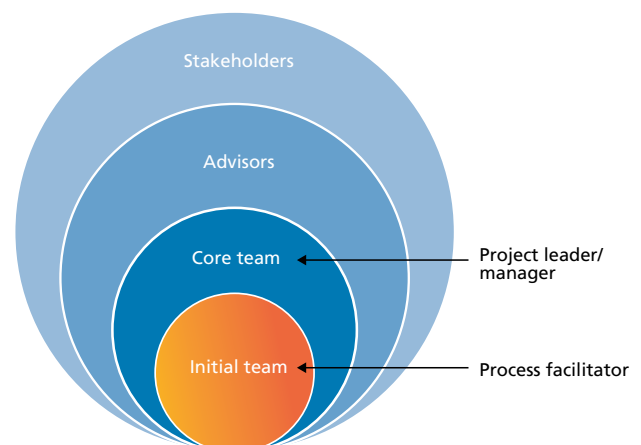 Stakeholders
Advisors
Core team
Project leader/
manager
Initial team
Process facilitator